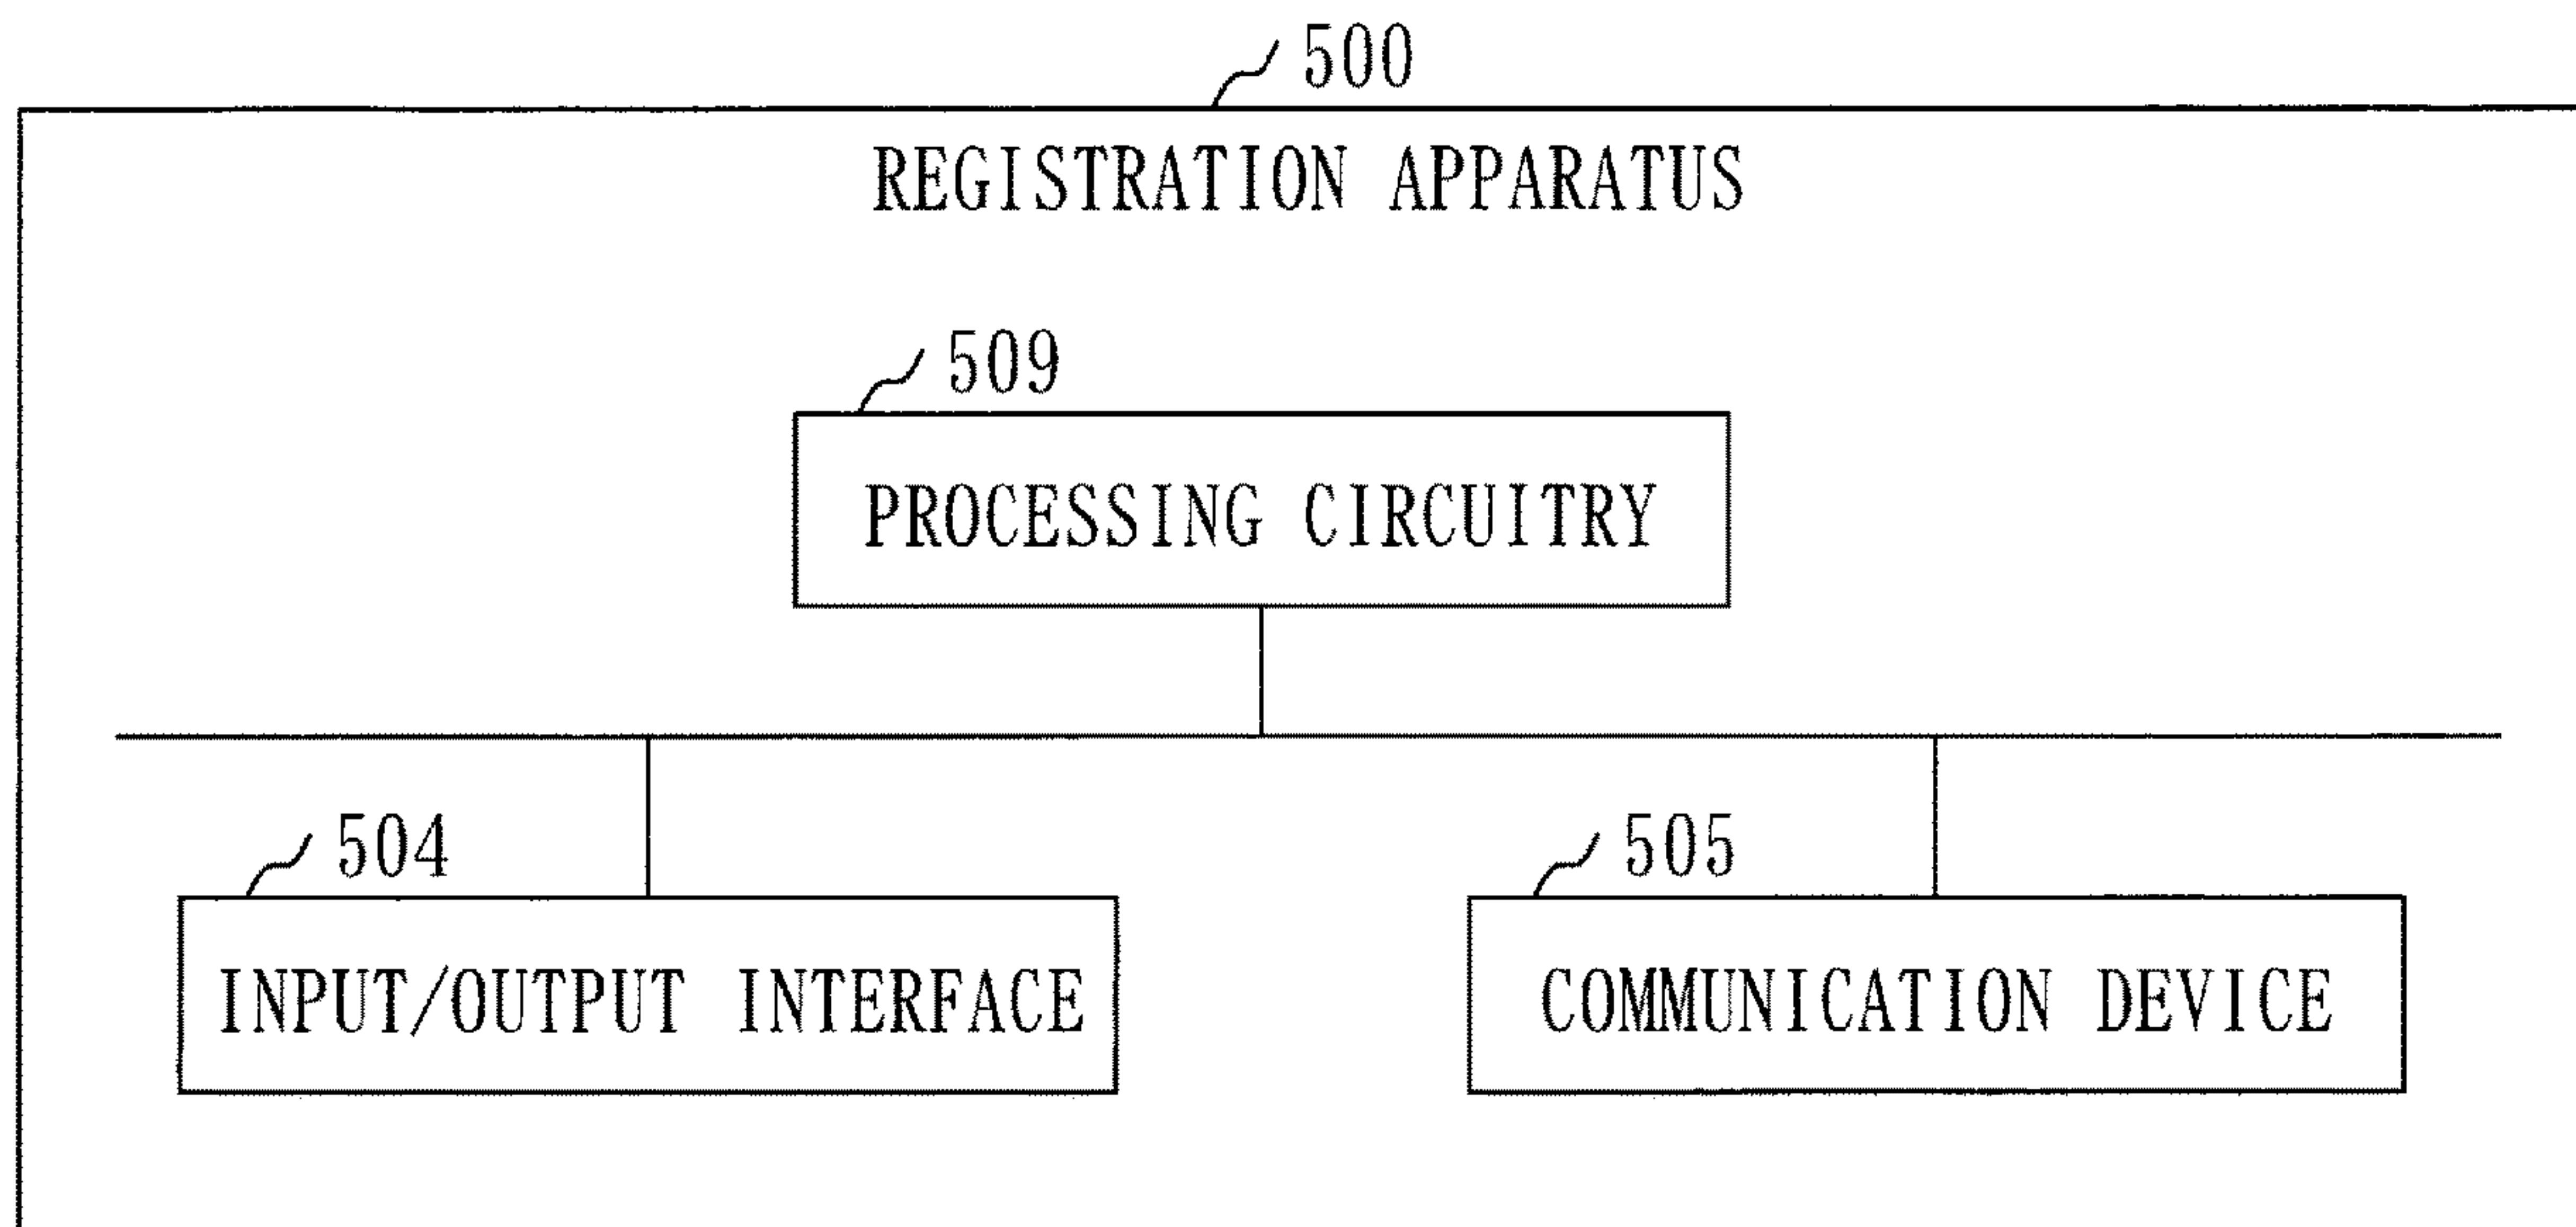 500
REGISTRATION APPARATUS
509
PROCESSING CIRCUITRY
504
INPUT/OUTPUT INTERFACE
505
COMMUNICATION DEVICE